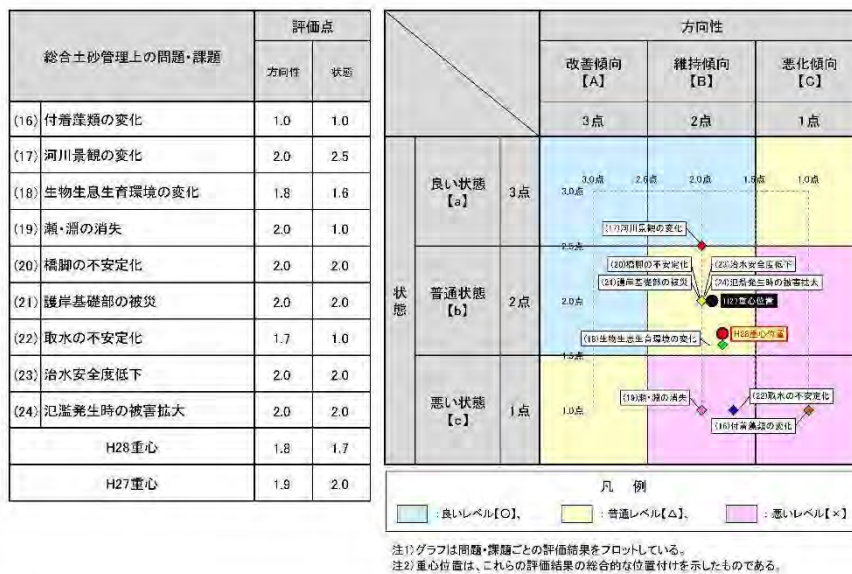 総合土砂管理上の問題・課題 評価点
方向性 状態
(16) 付着藻類の変化 1.0 1.0
(17) 河川景観の変化 2.0 2.5
(18) 生物生息生育環境の変化 1.8 1.6
(19) 瀬・淵の消失 2.0 1.0
(20) 橋脚の不安定化 2.0 2.0
(21) 護岸基礎部の被災 2.0 2.0
(22) 取水の不安定化 1.7 1.0
(23) 治水安全度低下 2.0 2.0
(24) 氾濫発生時の被害拡大 2.0 2.0
H28重心 1.8 1.7
H27重心 1.9 2.0
方向性
改善傾向 維持傾向 悪化傾向
【A】 【B】 【C】
3点 2点 1点
状態
良い状態
【a】
3点
普通状態
【b】
2点
悪い状態
【c】
1点
3.0点 2.5点 2.0点 1.5点 1.0点
3.0点
(17)河川景観の変化
2.5点
(20)橋脚の不安定化 (23)治水安全度低下
(21)護岸基礎部の被災 (24)氾濫発生時の被害拡大
2.0点
H27重心位置
H28重心位置
(18)生物生息生育環境の変化
1.5点
(19)瀬・淵の消失 (22)取水の不安定化
1.0点
(16)付着藻類の変化
凡 例
:良いレベル【○】、 :普通レベル【△】、 :悪いレベル【×】
注1)グラフは問題・課題ごとの評価結果をプロットしている。
注2)重心位置は、これらの評価結果の総合的な位置付けを示したものである。